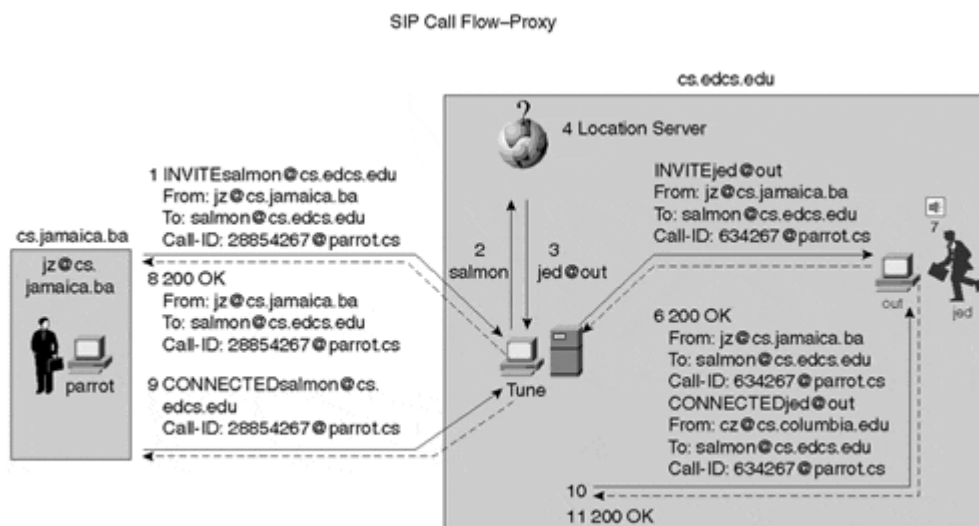 SIP Call Flow–Proxy
cs.edcs.edu
?
4 Location Server
1 INVITEsalmon@cs.edcs.edu
From: jz@cs.jamaica.ba
To: salmon@cs.edcs.edu
Call-ID: 28854267@parrot.cs
INVITEjed@out
From: jz@cs.jamaica.ba
To: salmon@cs.edcs.edu
Call-ID: 634267@parrot.cs
7
cs.jamaica.ba
jz@cs.
jamaica.ba
parrot
2
salmon
3
jed@out
8 200 OK
From: jz@cs.jamaica.ba
To: salmon@cs.edcs.edu
Call-ID: 28854267@parrot.cs
out
jed
Tune
6 200 OK
From: jz@cs.jamaica.ba
To: salmon@cs.edcs.edu
Call-ID: 634267@parrot.cs
CONNECTEDjed@out
From: cz@cs.columbia.edu
To: salmon@cs.edcs.edu
Call-ID: 634267@parrot.cs
9 CONNECTEDsalmon@cs.
edcs.edu
Call-ID: 28854267@parrot.cs
10
11 200 OK